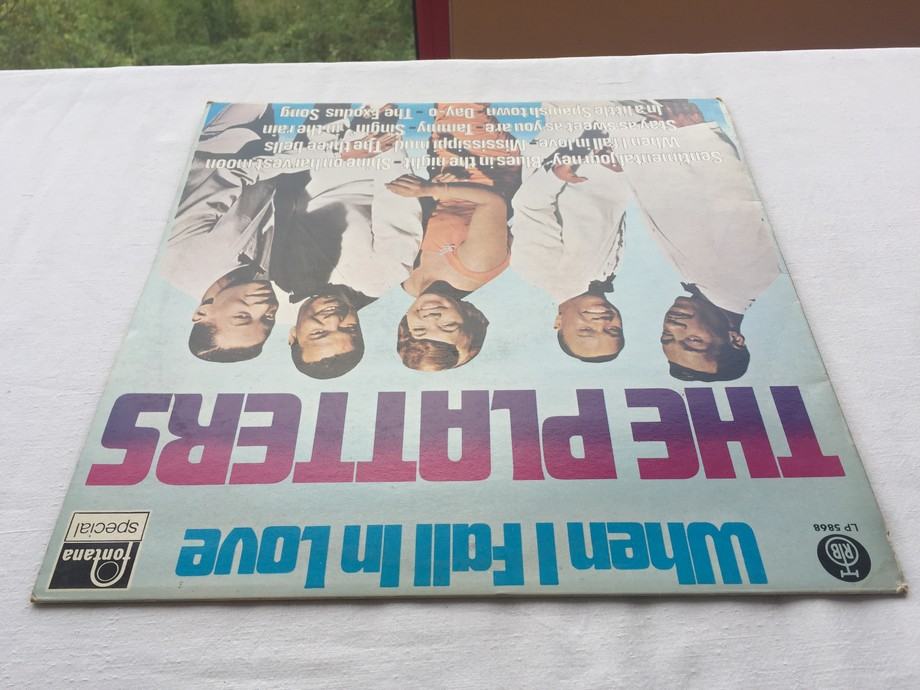 RTB
LP 5868
When I Fall In Love
fontana
special
THE PLATTERS
Sentimental journey - Blues in the night - Shine on harvest moon
When I fall in love - Mississippi mud - The three bells
Stay as sweet as you are - Tammy - Singin' in the rain
In a little Spanish town - Day-o - The Exodus Song